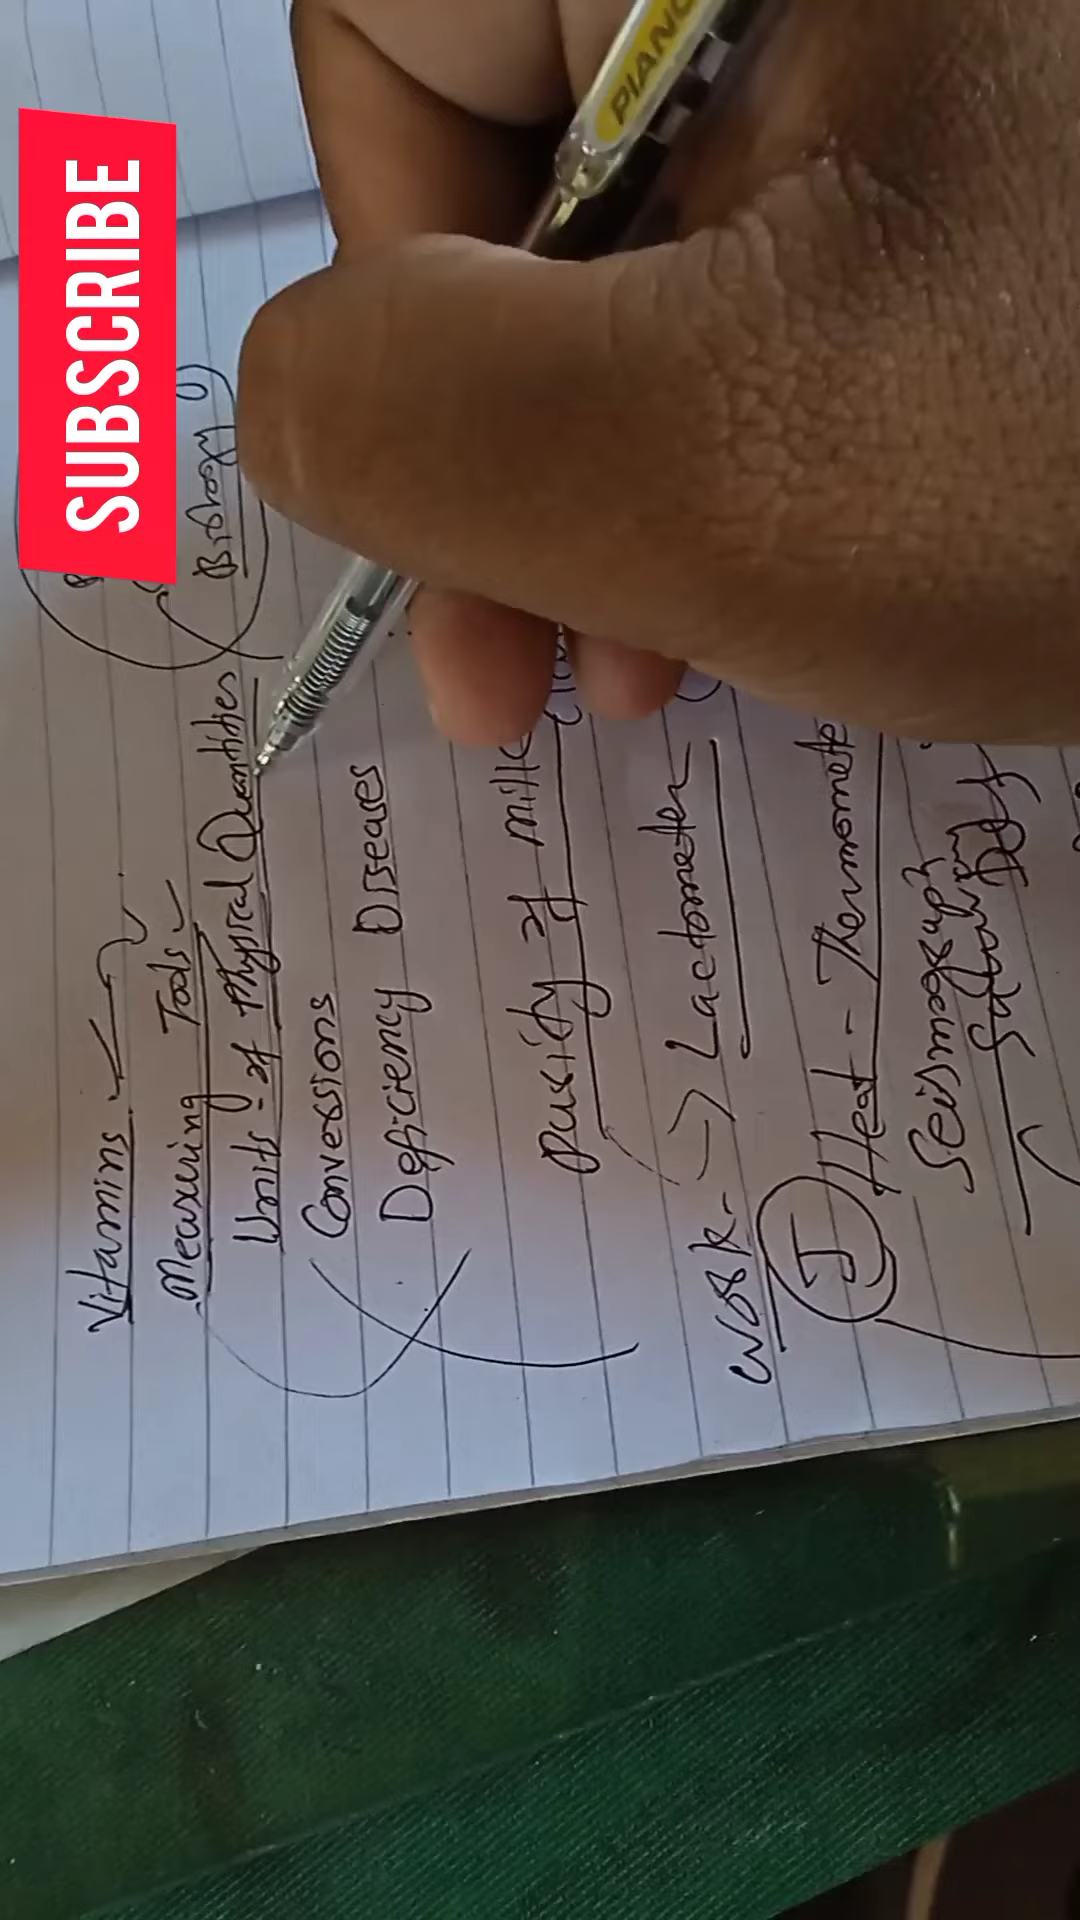 SUBSCRIBE
PIANO
Vitamins
Measuring Tools
Units of Physical Quantities
Biology
Conversions
Deficiency Diseases
purity of milk
work. -> Lactometer
J Heat - Thermomete
Seismograph